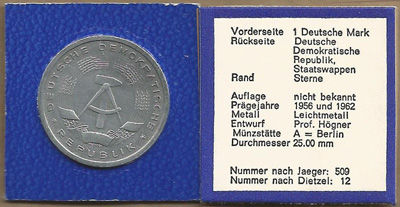 DEUTSCHE DEMOKRATISCHE
REPUBLIK
Vorderseite 1 Deutsche Mark
Rückseite Deutsche
Demokratische
Republik,
Staatswappen
Rand Sterne
Auflage nicht bekannt
Prägejahre 1956 und 1962
Metall Leichtmetall
Entwurf Prof. Högner
Münzstätte A = Berlin
Durchmesser 25.00 mm
Nummer nach Jaeger: 509
Nummer nach Dietzel: 12